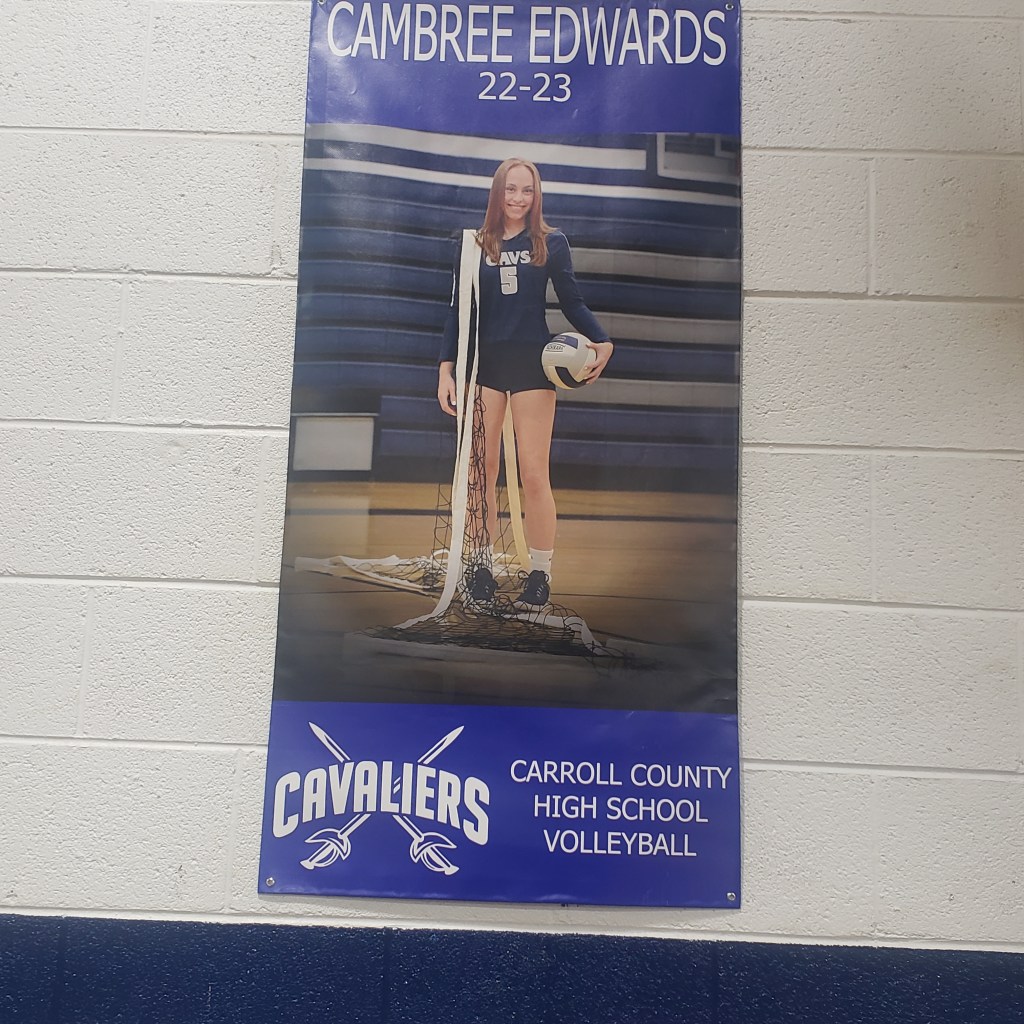 CAMBREE EDWARDS
22-23
CAVS
5
CAVALIERS
CARROLL COUNTY
HIGH SCHOOL
VOLLEYBALL